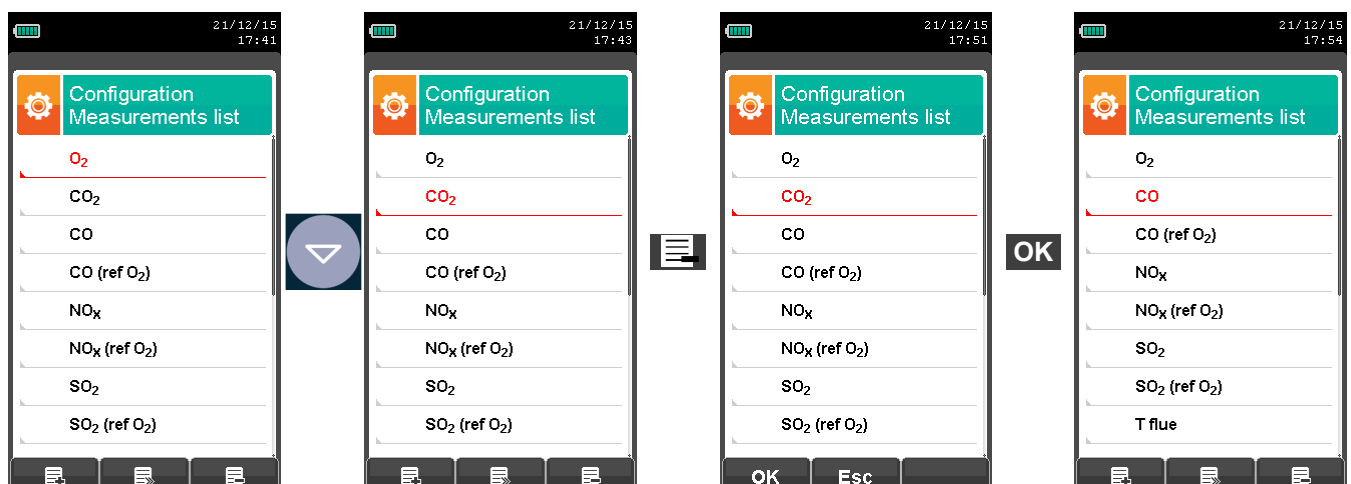 21/12/15
17:41
Configuration
Measurements list
O₂
CO₂
CO
CO (ref O₂)
NOx
NOx (ref O₂)
SO₂
SO₂ (ref O₂)
21/12/15
17:43
Configuration
Measurements list
O₂
CO₂
CO
CO (ref O₂)
NOx
NOx (ref O₂)
SO₂
SO₂ (ref O₂)
21/12/15
17:51
Configuration
Measurements list
O₂
CO₂
CO
CO (ref O₂)
NOx
NOx (ref O₂)
SO₂
SO₂ (ref O₂)
OK Esc
OK
21/12/15
17:54
Configuration
Measurements list
O₂
CO
CO (ref O₂)
NOx
NOx (ref O₂)
SO₂
SO₂ (ref O₂)
T flue